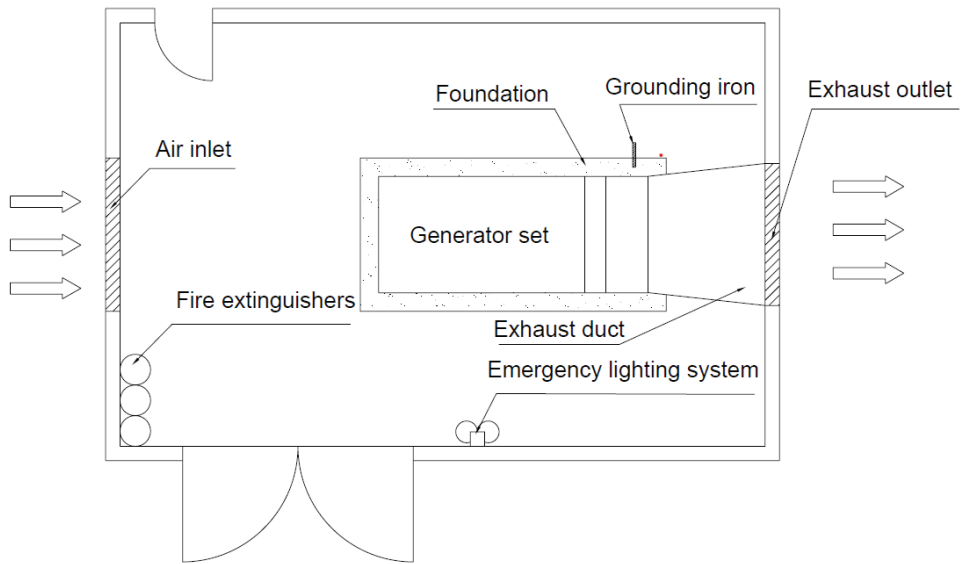 Foundation
Grounding iron
Exhaust outlet
Air inlet
Generator set
Fire extinguishers
Exhaust duct
Emergency lighting system